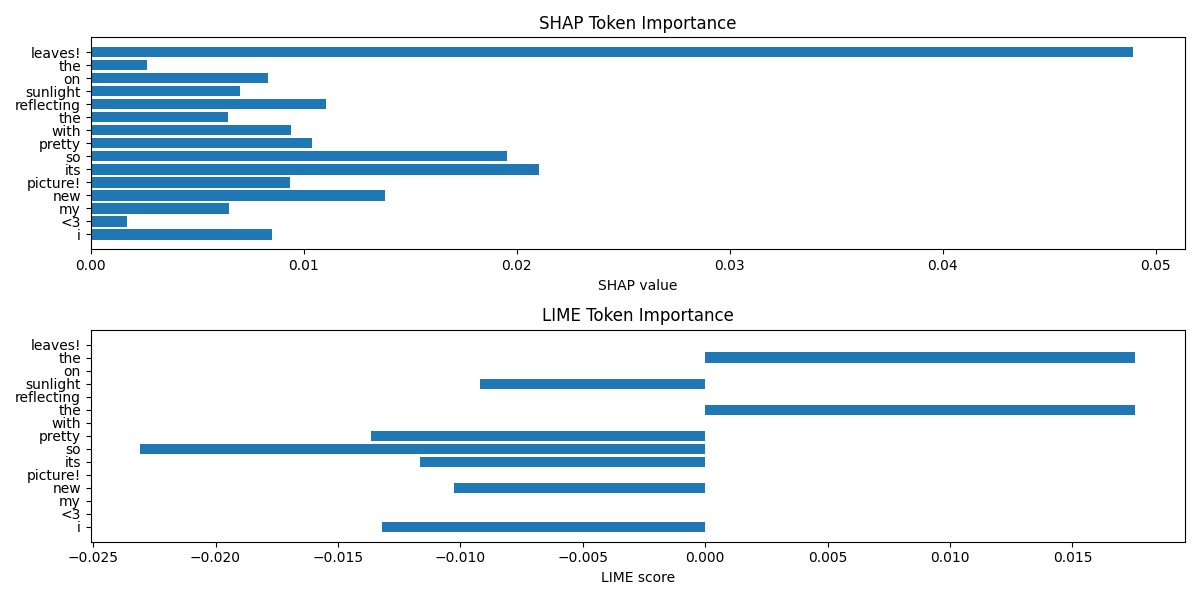 SHAP Token Importance
leaves!
the
on
sunlight
reflecting
the
with
pretty
so
its
picture!
new
my
<3
i
0.00 0.01 0.02 0.03 0.04 0.05
SHAP value
LIME Token Importance
leaves!
the
on
sunlight
reflecting
the
with
pretty
so
its
picture!
new
my
<3
i
−0.025 −0.020 −0.015 −0.010 −0.005 0.000 0.005 0.010 0.015
LIME score